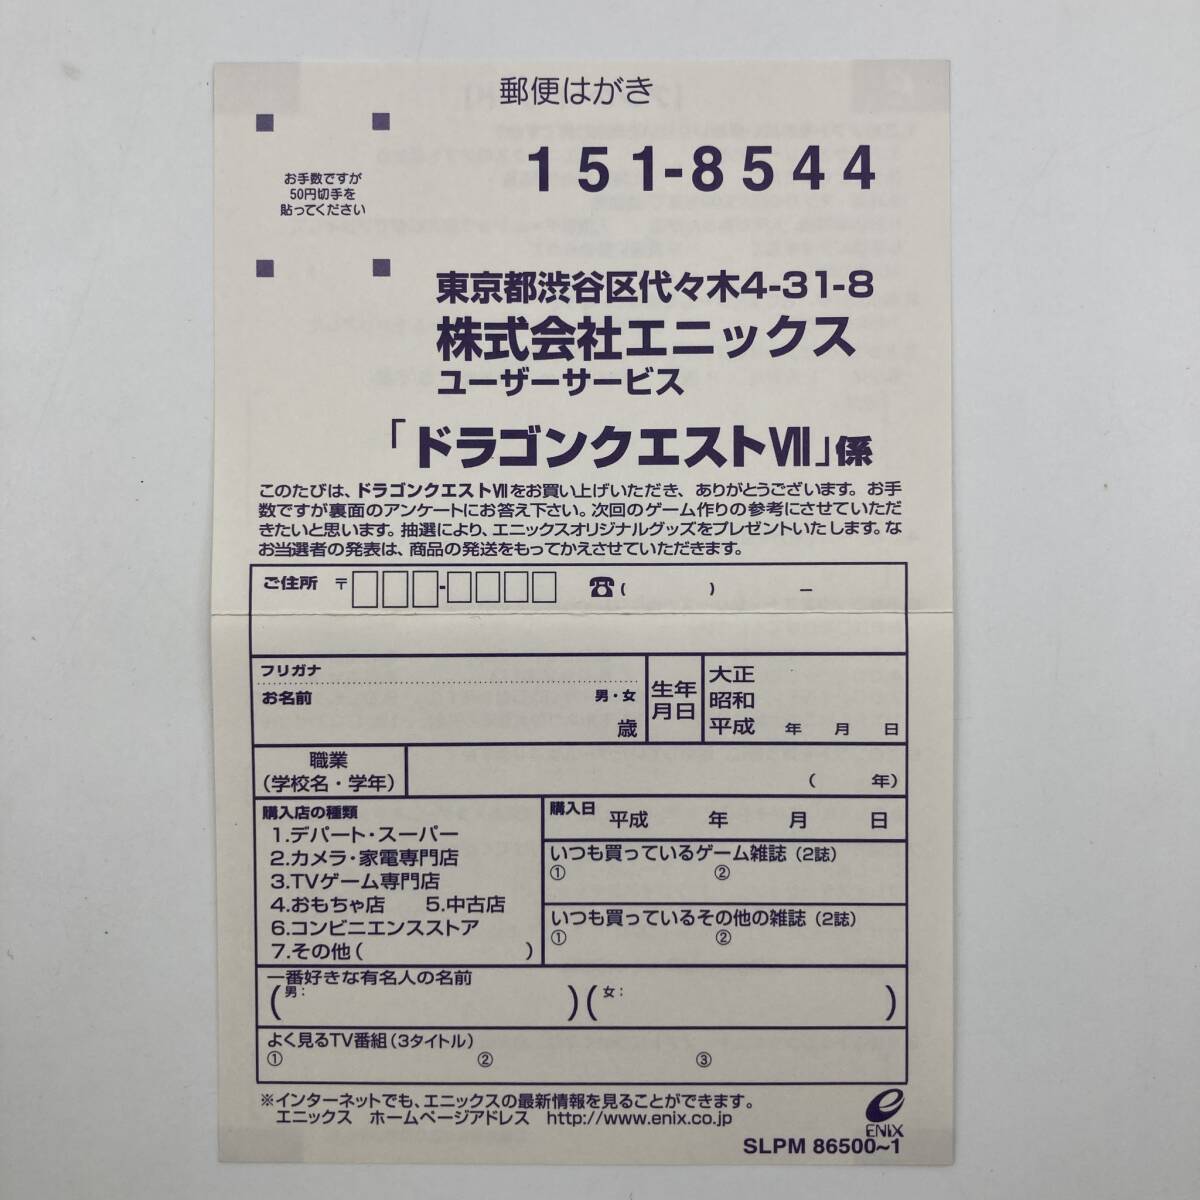 郵便はがき
151-8544
お手数ですが
50円切手を
貼ってください
東京都渋谷区代々木4-31-8
株式会社エニックス
ユーザーサービス
「ドラゴンクエストⅦ」係
このたびは、ドラゴンクエストⅦをお買い上げいただき、ありがとうございます。お手
数ですが裏面のアンケートにお答え下さい。次回のゲーム作りの参考にさせていただ
きたいと思います。抽選により、エニックスオリジナルグッズをプレゼントいたします。な
お当選者の発表は、商品の発送をもってかえさせていただきます。
ご住所 〒 - ☎( ) －
フリガナ
お名前 男・女
歳
生年
月日
大正
昭和
平成 年 月 日
職業
(学校名・学年)
( 年)
購入店の種類
1.デパート・スーパー
2.カメラ・家電専門店
3.TVゲーム専門店
4.おもちゃ店 5.中古店
6.コンビニエンスストア
7.その他( )
購入日 平成 年 月 日
いつも買っているゲーム雑誌(2誌)
① ②
いつも買っているその他の雑誌(2誌)
① ②
一番好きな有名人の名前
(男: )(女: )
よく見るTV番組(3タイトル)
① ② ③
※インターネットでも、エニックスの最新情報を見ることができます。
エニックス ホームページアドレス http://www.enix.co.jp
ENIX
SLPM 86500~1